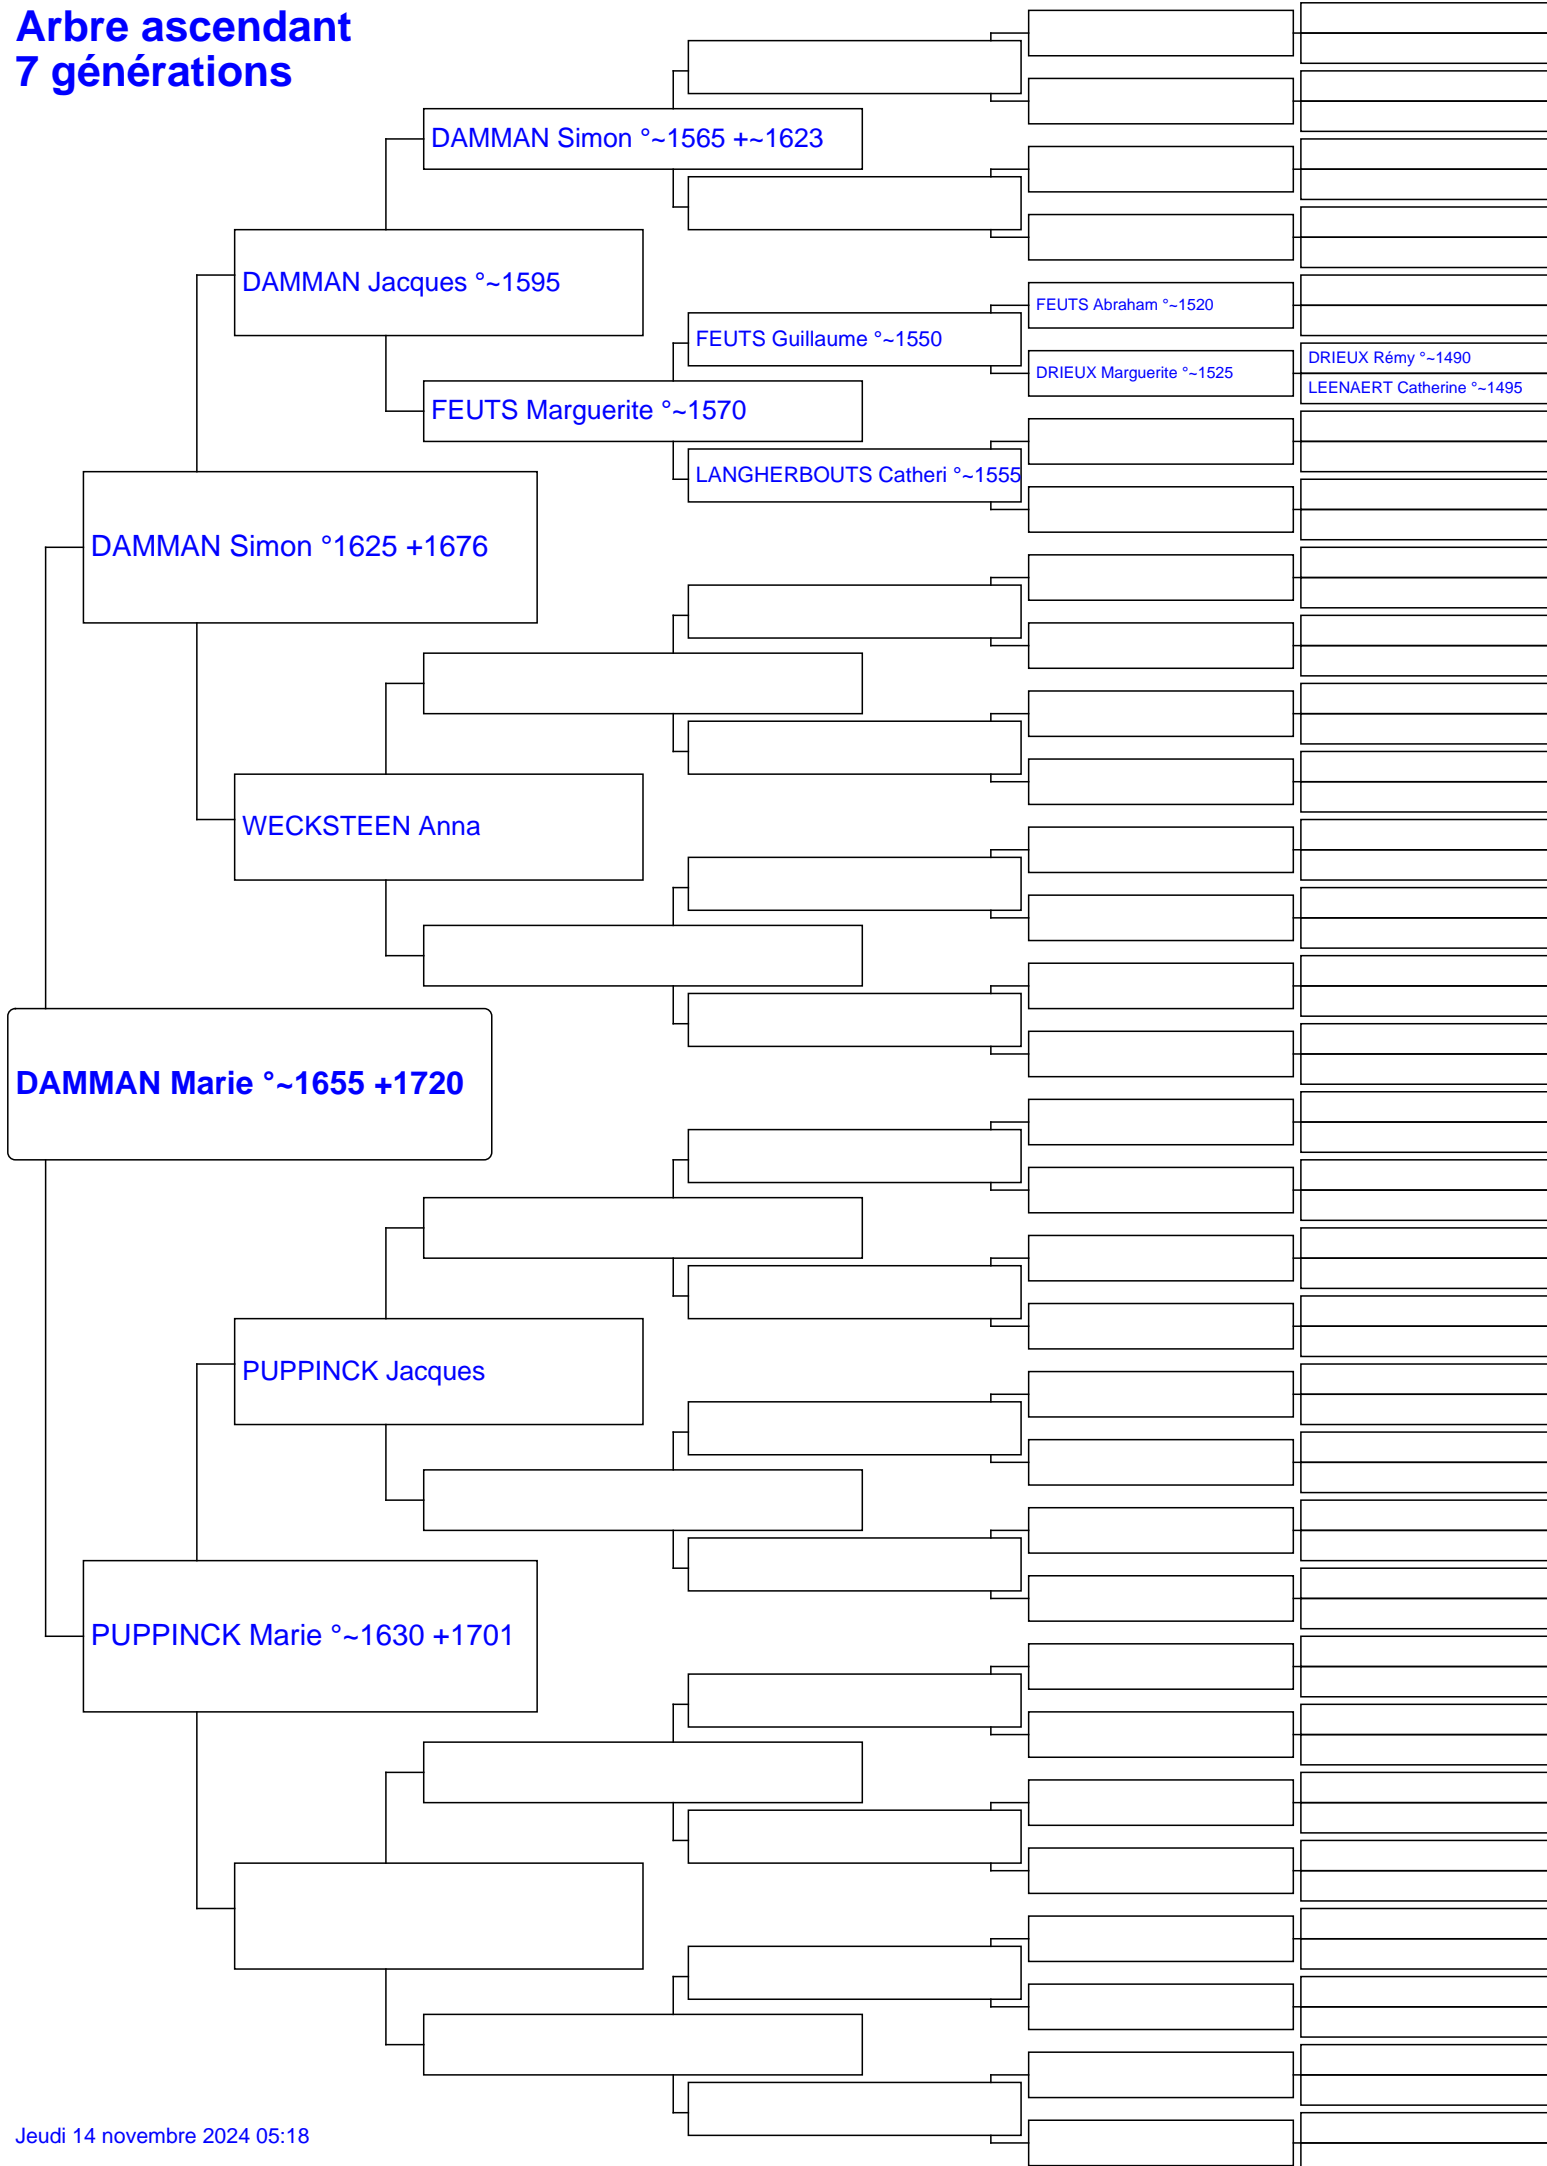 Arbre ascendant
7 générations
DAMMAN Simon °~1565 +~1623
DAMMAN Jacques °~1595
FEUTS Abraham °~1520
FEUTS Guillaume °~1550
DRIEUX Rémy °~1490
DRIEUX Marguerite °~1525
LEENAERT Catherine °~1495
FEUTS Marguerite °~1570
LANGHERBOUTS Catheri °~1555
DAMMAN Simon °1625 +1676
WECKSTEEN Anna
DAMMAN Marie °~1655 +1720
PUPPINCK Jacques
PUPPINCK Marie °~1630 +1701
Jeudi 14 novembre 2024 05:18